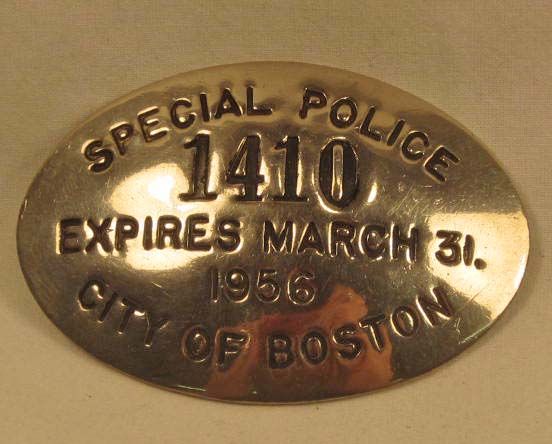 SPECIAL POLICE
1410
EXPIRES MARCH 31.
1956
CITY OF BOSTON